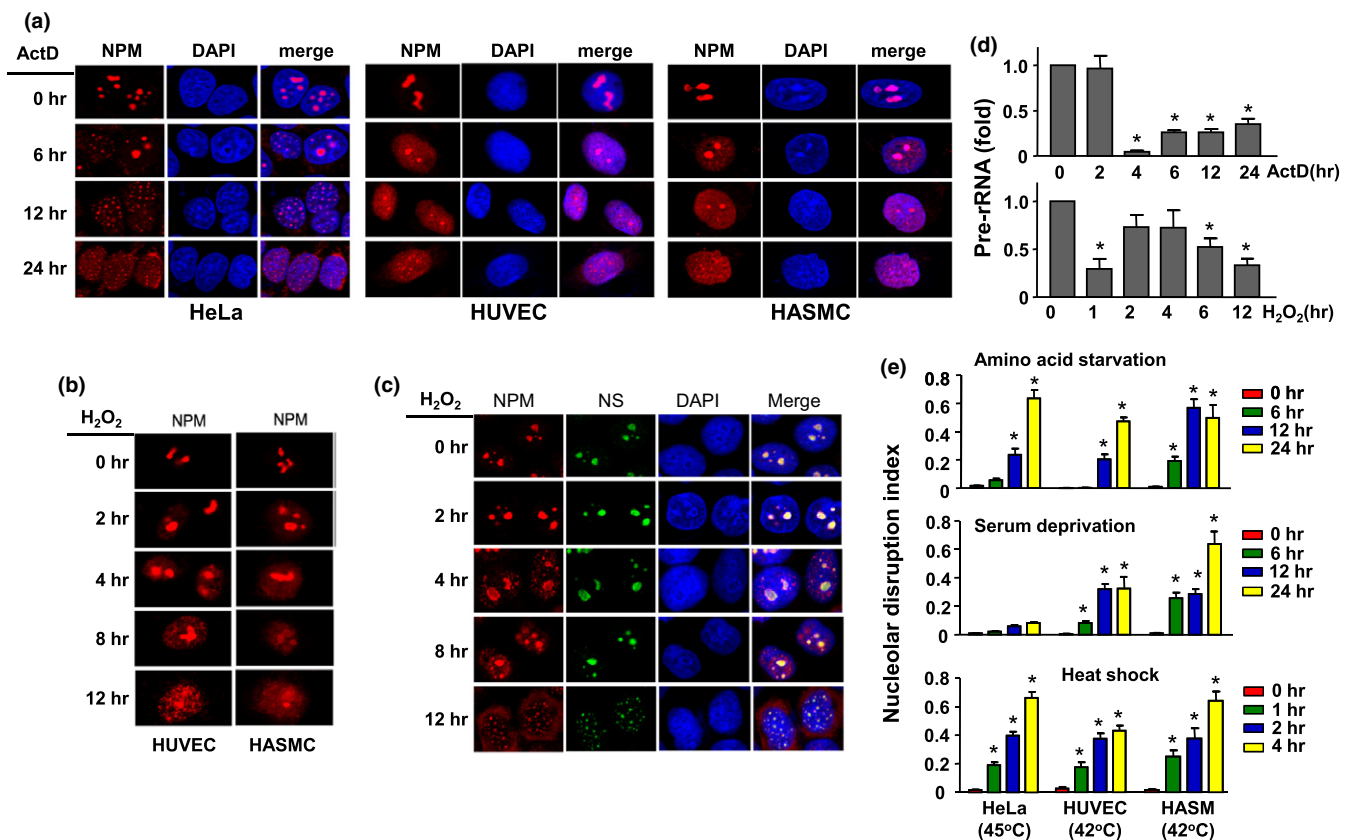 (a)
ActD NPM DAPI merge NPM DAPI merge NPM DAPI merge
0 hr
6 hr
12 hr
24 hr
HeLa HUVEC HASMC
(b)
H2O2 NPM NPM
0 hr
2 hr
4 hr
8 hr
12 hr
HUVEC HASMC
(c)
H2O2 NPM NS DAPI Merge
0 hr
2 hr
4 hr
8 hr
12 hr
(d)
Pre-rRNA (fold)
1.0
0.5
0
* * * *
0 2 4 6 12 24 ActD(hr)
1.0
0.5
0
* * *
0 1 2 4 6 12 H2O2(hr)
(e)
Nucleolar disruption index
Amino acid starvation
0.8
0.6
0.4
0.2
0
* * * * * * *
0 hr
6 hr
12 hr
24 hr
Serum deprivation
0.8
0.6
0.4
0.2
0
* * * * * *
0 hr
6 hr
12 hr
24 hr
Heat shock
0.8
0.6
0.4
0.2
0
* * * * * * * * *
0 hr
1 hr
2 hr
4 hr
HeLa HUVEC HASM
(45oC) (42oC) (42oC)